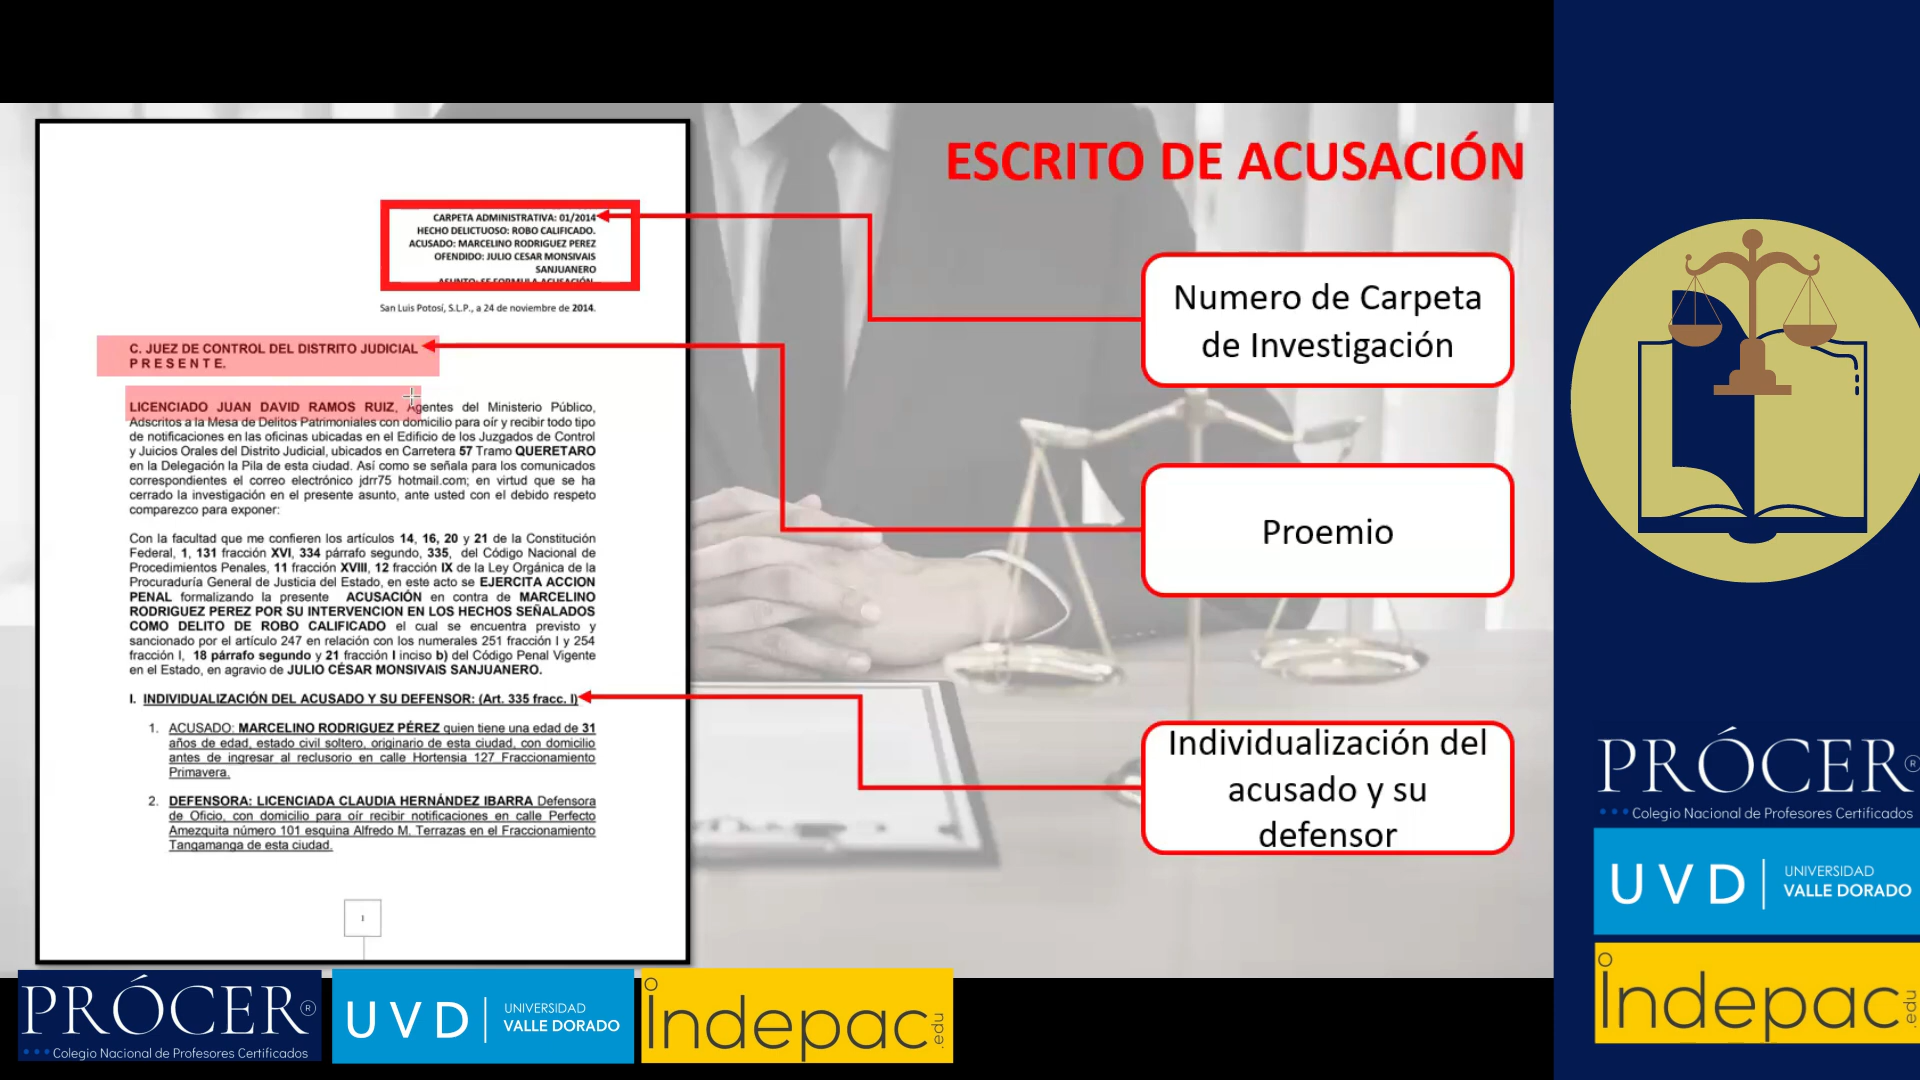 ESCRITO DE ACUSACIÓN
CARPETA ADMINISTRATIVA: 01/2014
HECHO DELICTUOSO: ROBO CALIFICADO.
ACUSADO: MARCELINO RODRIGUEZ PEREZ
OFENDIDO: JULIO CESAR MONSIVAIS
SANJUANERO
ASUNTO: SE FORMULA ACUSACIÓN.
San Luis Potosí, S.L.P., a 24 de noviembre de 2014.
C. JUEZ DE CONTROL DEL DISTRITO JUDICIAL
P R E S E N T E.
LICENCIADO JUAN DAVID RAMOS RUIZ, Agentes del Ministerio Público,
Adscritos a la Mesa de Delitos Patrimoniales con domicilio para oír y recibir todo tipo
de notificaciones en las oficinas ubicadas en el Edificio de los Juzgados de Control
y Juicios Orales del Distrito Judicial, ubicados en Carretera 57 Tramo QUERETARO
en la Delegación la Pila de esta ciudad. Así como se señala para los comunicados
correspondientes el correo electrónico jdrr75 hotmail.com; en virtud que se ha
cerrado la investigación en el presente asunto, ante usted con el debido respeto
comparezco para exponer:
Con la facultad que me confieren los artículos 14, 16, 20 y 21 de la Constitución
Federal, 1, 131 fracción XVI, 334 párrafo segundo, 335, del Código Nacional de
Procedimientos Penales, 11 fracción XVIII, 12 fracción IX de la Ley Orgánica de la
Procuraduría General de Justicia del Estado, en este acto se EJERCITA ACCION
PENAL formalizando la presente ACUSACIÓN en contra de MARCELINO
RODRIGUEZ PEREZ POR SU INTERVENCION EN LOS HECHOS SEÑALADOS
COMO DELITO DE ROBO CALIFICADO el cual se encuentra previsto y
sancionado por el artículo 247 en relación con los numerales 251 fracción I y 254
fracción I, 18 párrafo segundo y 21 fracción I inciso b) del Código Penal Vigente
en el Estado, en agravio de JULIO CÉSAR MONSIVAIS SANJUANERO.
I. INDIVIDUALIZACIÓN DEL ACUSADO Y SU DEFENSOR: (Art. 335 fracc. I)
1. ACUSADO: MARCELINO RODRIGUEZ PÉREZ quien tiene una edad de 31
años de edad, estado civil soltero, originario de esta ciudad, con domicilio
antes de ingresar al reclusorio en calle Hortensia 127 Fraccionamiento
Primavera.
2. DEFENSORA: LICENCIADA CLAUDIA HERNÁNDEZ IBARRA Defensora
de Oficio, con domicilio para oír recibir notificaciones en calle Perfecto
Amezquita número 101 esquina Alfredo M. Terrazas en el Fraccionamiento
Tangamanga de esta ciudad.
1
Numero de Carpeta
de Investigación
Proemio
Individualización del
acusado y su
defensor
PRÓCER®
Colegio Nacional de Profesores Certificados
UVD
UNIVERSIDAD
VALLE DORADO
Indepac.edu
PRÓCER®
Colegio Nacional de Profesores Certificados
UVD
UNIVERSIDAD
VALLE DORADO
Indepac.edu